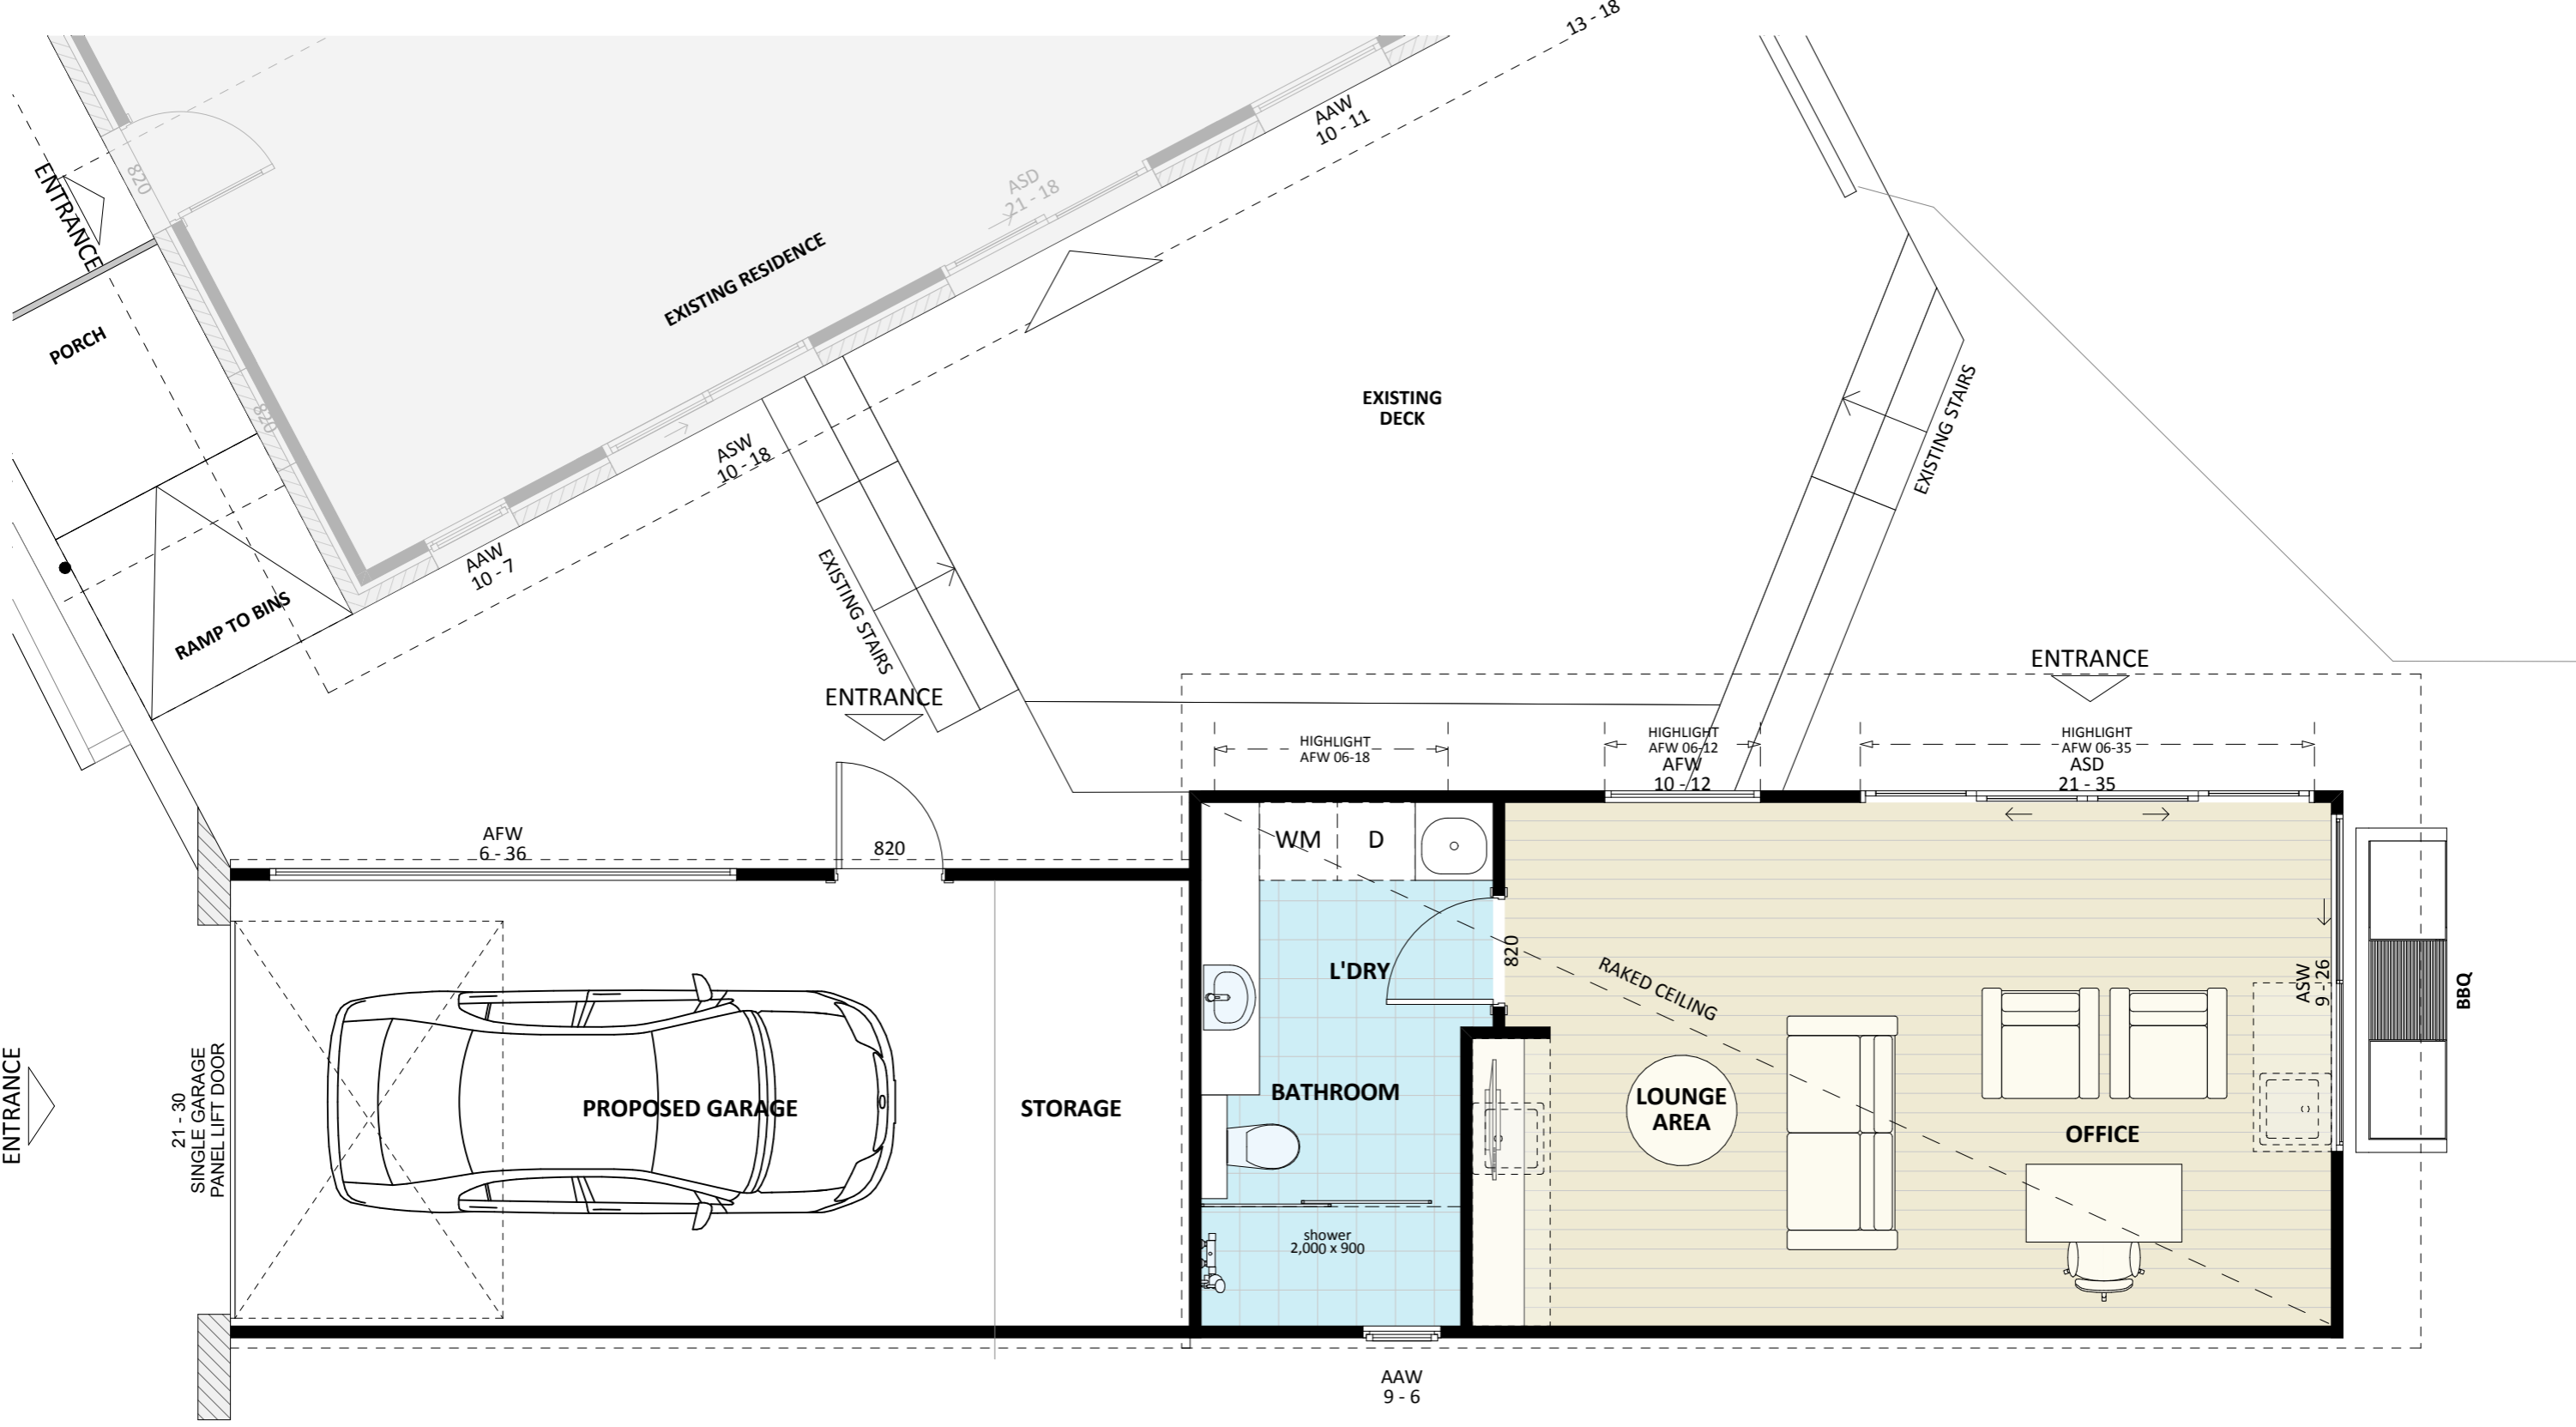 13 - 18
AAW
10 - 11
ENTRANCE
820
ASD
21 - 18
EXISTING RESIDENCE
PORCH
820
EXISTING
DECK
EXISTING STAIRS
ASW
10 - 18
AAW
10 - 7
EXISTING STAIRS
RAMP TO BINS
ENTRANCE
ENTRANCE
HIGHLIGHT
AFW 06-18
HIGHLIGHT
AFW 06-12
AFW
10 - 12
HIGHLIGHT
AFW 06-35
ASD
21 - 35
AFW
6 - 36
820
WM
D
L'DRY
820
RAKED CEILING
ASW
9 - 26
BBQ
ENTRANCE
21 - 30
SINGLE GARAGE
PANEL LIFT DOOR
PROPOSED GARAGE
STORAGE
BATHROOM
LOUNGE
AREA
OFFICE
shower
2,000 x 900
AAW
9 - 6